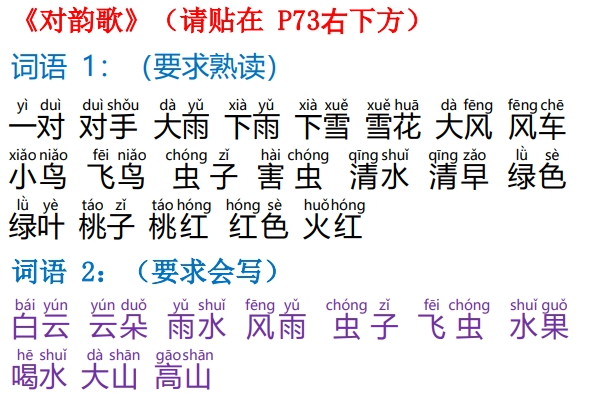 《对韵歌》（请贴在 P73右下方）
词语 1：（要求熟读）
yì duì duì shǒu dà yǔ xià yǔ xià xuě xuě huā dà fēng fēng chē
一对 对手 大雨 下雨 下雪 雪花 大风 风车
xiǎo niǎo fēi niǎo chóng zǐ hài chóng qīng shuǐ qīng zǎo lǜ sè
小鸟 飞鸟 虫子 害虫 清水 清早 绿色
lǜ yè táo zǐ táo hóng hóng sè huǒ hóng
绿叶 桃子 桃红 红色 火红
词语 2：（要求会写）
bái yún yún duǒ yǔ shuǐ fēng yǔ chóng zǐ fēi chóng shuǐ guǒ
白云 云朵 雨水 风雨 虫子 飞虫 水果
hē shuǐ dà shān gāo shān
喝水 大山 高山